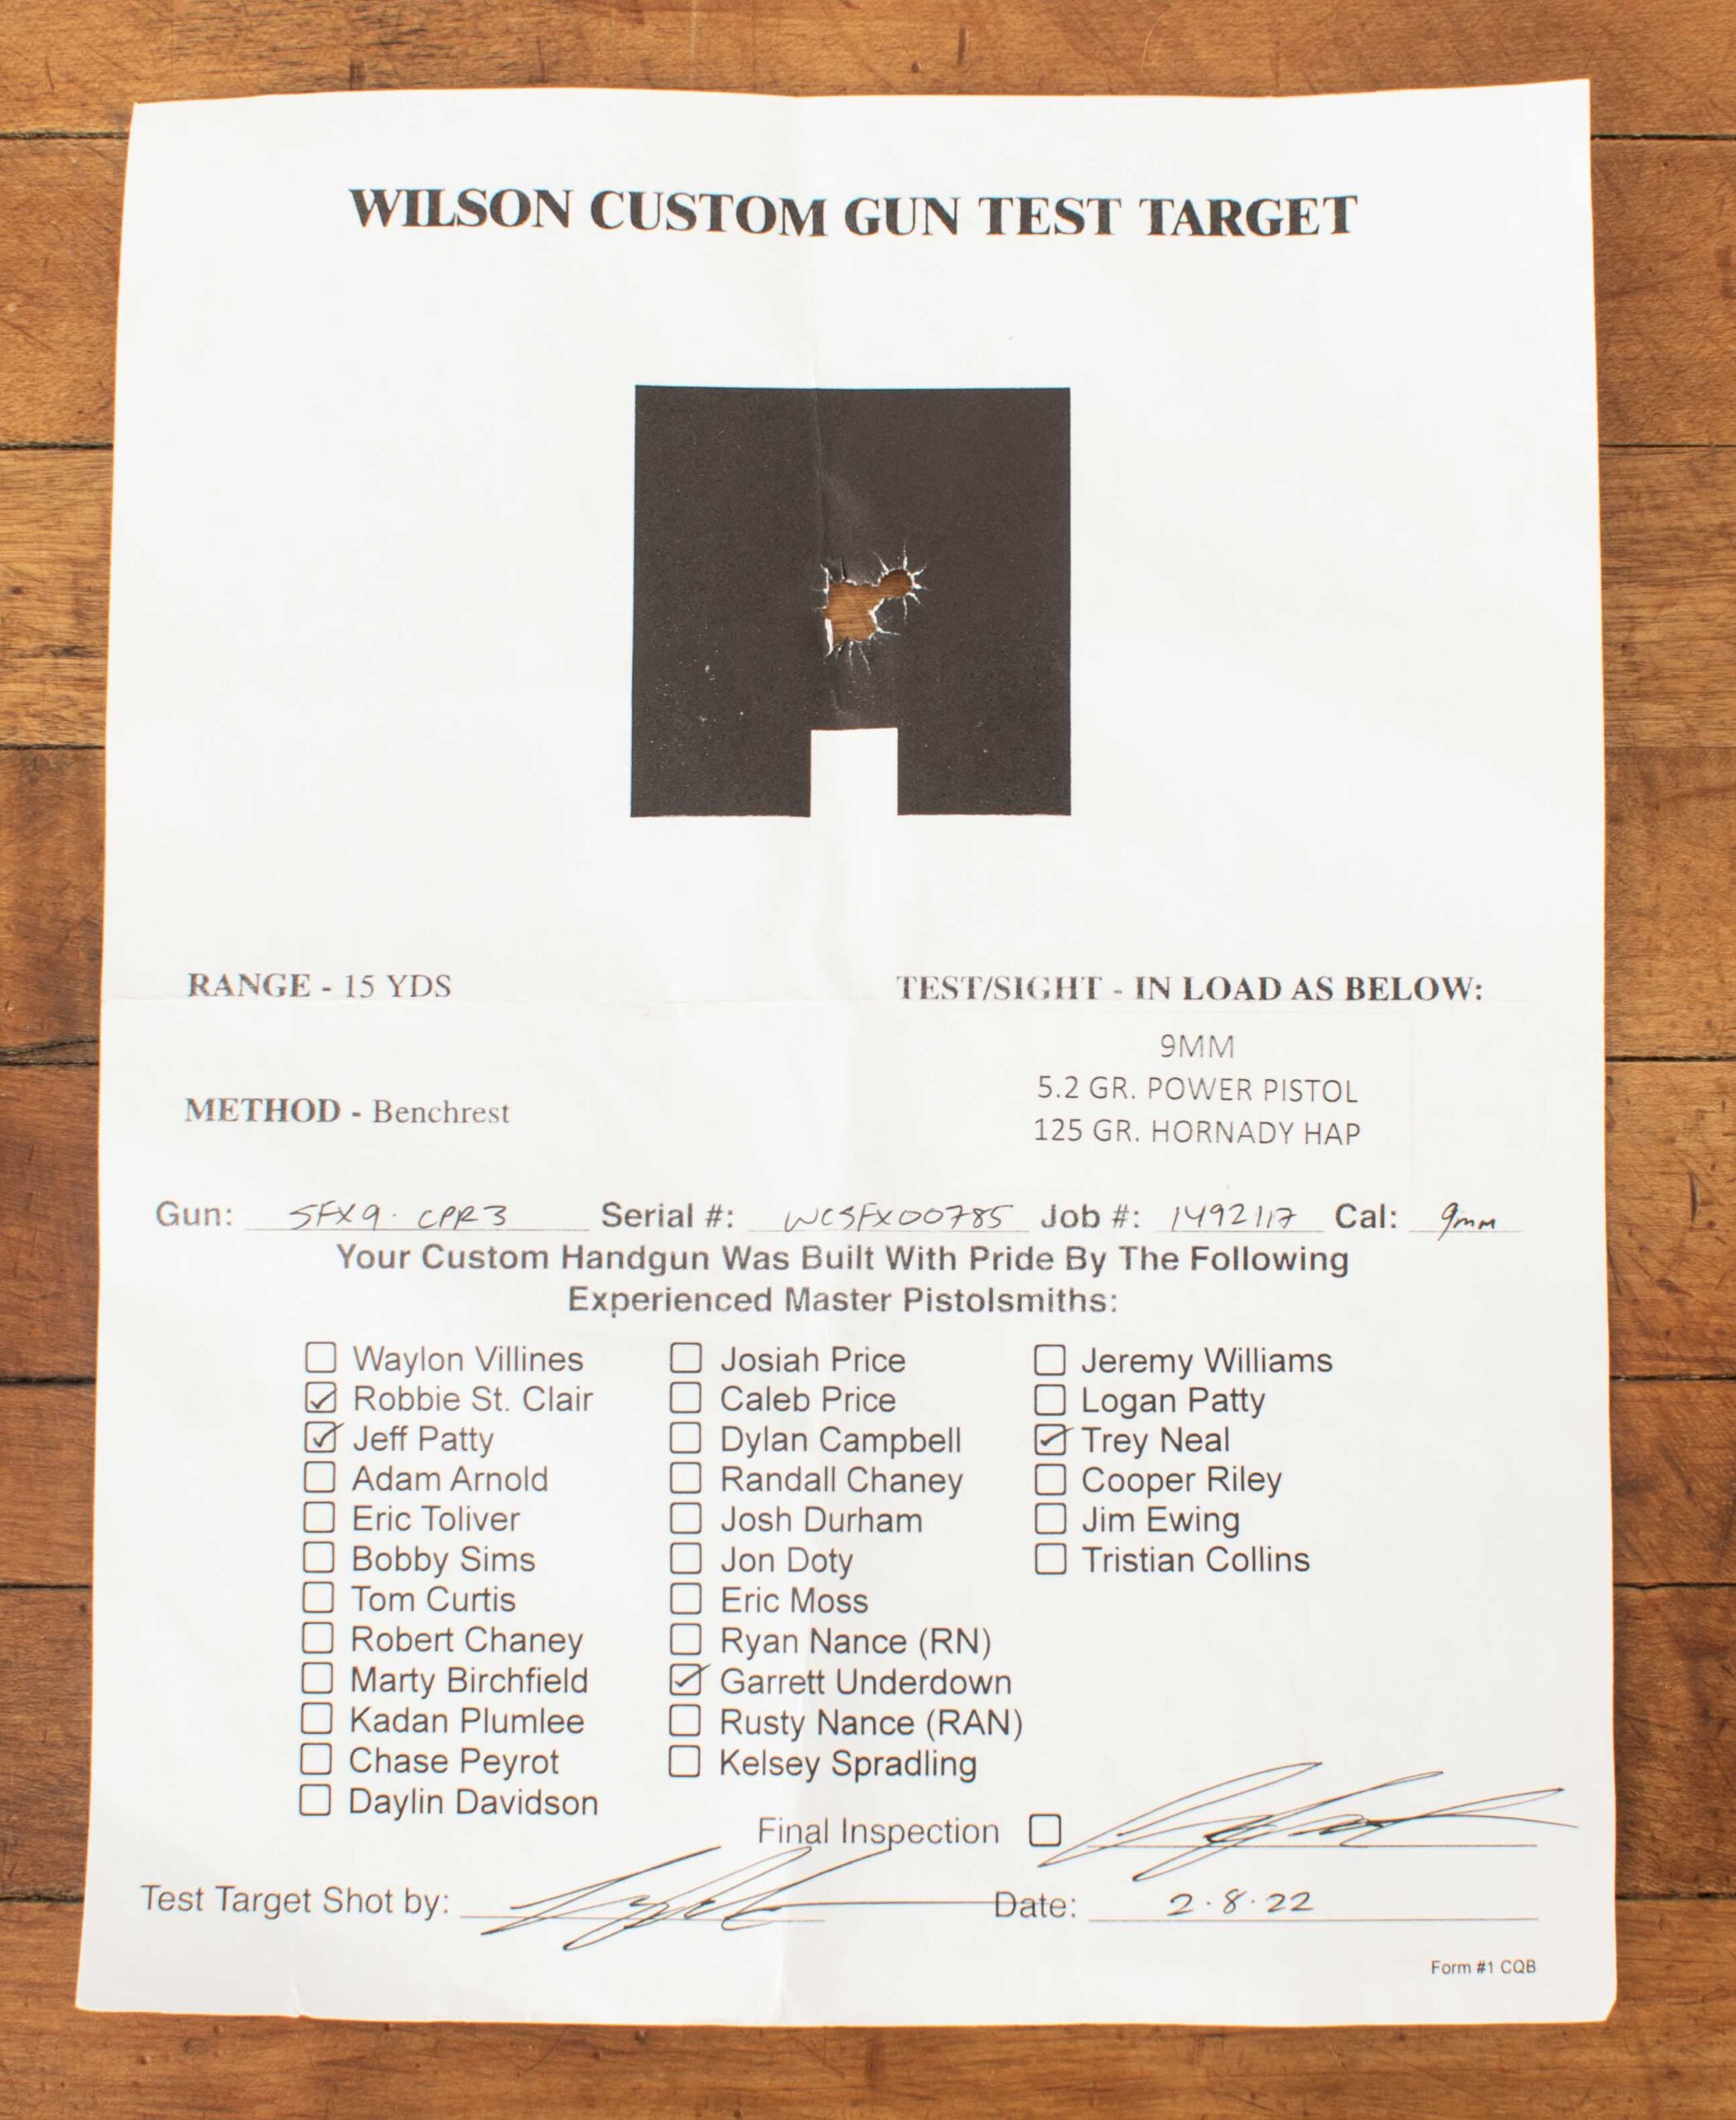 WILSON CUSTOM GUN TEST TARGET
RANGE - 15 YDS
TEST/SIGHT - IN LOAD AS BELOW:
9MM
5.2 GR. POWER PISTOL
125 GR. HORNADY HAP
METHOD - Benchrest
Gun: SFX9. CPR3 Serial #: WCSFX00785 Job #: 1492117 Cal: 9mm
Your Custom Handgun Was Built With Pride By The Following
Experienced Master Pistolsmiths:
Waylon Villines
Robbie St. Clair
Jeff Patty
Adam Arnold
Eric Toliver
Bobby Sims
Tom Curtis
Robert Chaney
Marty Birchfield
Kadan Plumlee
Chase Peyrot
Daylin Davidson
Josiah Price
Caleb Price
Dylan Campbell
Randall Chaney
Josh Durham
Jon Doty
Eric Moss
Ryan Nance (RN)
Garrett Underdown
Rusty Nance (RAN)
Kelsey Spradling
Jeremy Williams
Logan Patty
Trey Neal
Cooper Riley
Jim Ewing
Tristian Collins
Final Inspection
Test Target Shot by:
Date: 2.8.22
Form #1 CQB